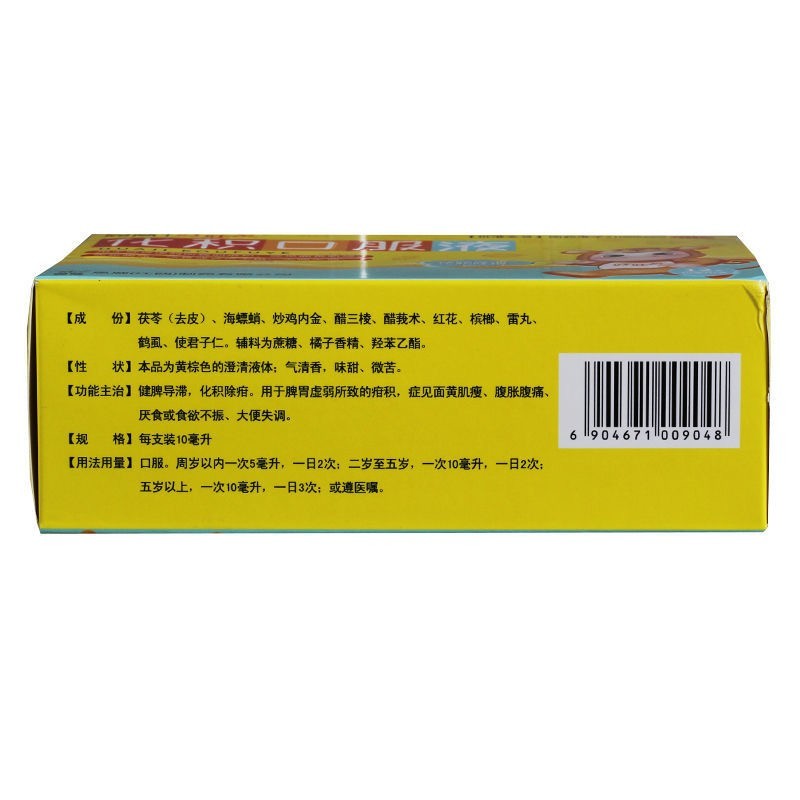 化积口服液
HUAJI KOUFUYE
【成　份】茯苓（去皮）、海螵蛸、炒鸡内金、醋三棱、醋莪术、红花、槟榔、雷丸、
鹤虱、使君子仁。辅料为蔗糖、橘子香精、羟苯乙酯。
【性　状】本品为黄棕色的澄清液体；气清香，味甜、微苦。
【功能主治】健脾导滞，化积除疳。用于脾胃虚弱所致的疳积，症见面黄肌瘦、腹胀腹痛、
厌食或食欲不振、大便失调。
【规　格】每支装10毫升
【用法用量】口服。周岁以内一次5毫升，一日2次；二岁至五岁，一次10毫升，一日2次；
五岁以上，一次10毫升，一日3次；或遵医嘱。
6 904671 009048